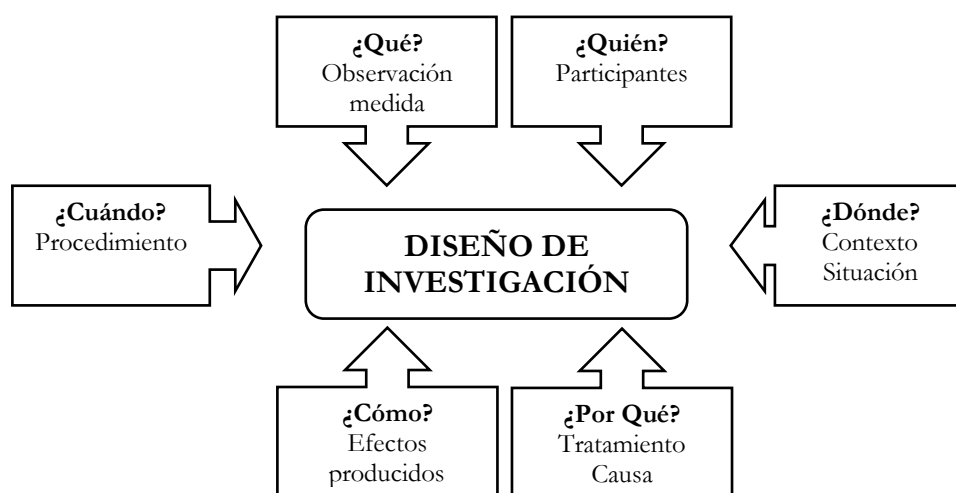 ¿Qué?
Observación
medida
¿Quién?
Participantes
¿Cuándo?
Procedimiento
DISEÑO DE
INVESTIGACIÓN
¿Dónde?
Contexto
Situación
¿Cómo?
Efectos
producidos
¿Por Qué?
Tratamiento
Causa